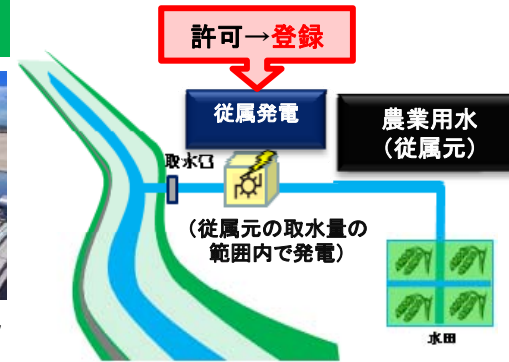 許可→登録
従属発電
農業用水
（従属元）
取水口
（従属元の取水量の
範囲内で発電）
水田